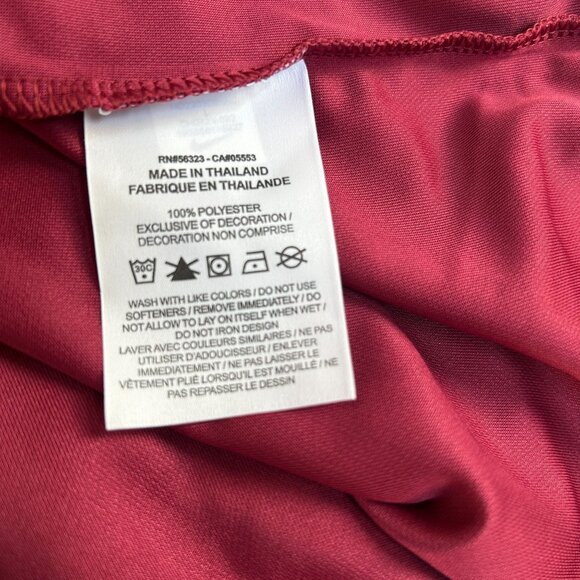 RN#56323 - CA#05553
MADE IN THAILAND
FABRIQUE EN THAILANDE
100% POLYESTER
EXCLUSIVE OF DECORATION /
DECORATION NON COMPRISE
30C
WASH WITH LIKE COLORS / DO NOT USE
SOFTENERS / REMOVE IMMEDIATELY / DO
NOT ALLOW TO LAY ON ITSELF WHEN WET /
DO NOT IRON DESIGN
LAVER AVEC COULEURS SIMILAIRES / NE PAS
UTILISER D'ADOUCISSEUR / ENLEVER
IMMEDIATEMENT / NE PAS LAISSER LE
VÊTEMENT PLIÉ LORSQU'IL EST MOUILLÉ / NE
PAS REPASSER LE DESSIN